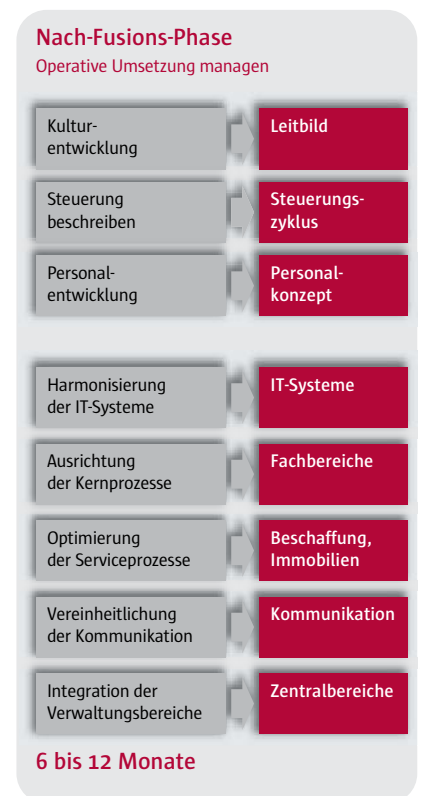 Nach-Fusions-Phase
Operative Umsetzung managen
Kultur-
entwicklung
Leitbild
Steuerung
beschreiben
Steuerungs-
zyklus
Personal-
entwicklung
Personal-
konzept
Harmonisierung
der IT-Systeme
IT-Systeme
Ausrichtung
der Kernprozesse
Fachbereiche
Optimierung
der Serviceprozesse
Beschaffung,
Immobilien
Vereinheitlichung
der Kommunikation
Kommunikation
Integration der
Verwaltungsbereiche
Zentralbereiche
6 bis 12 Monate